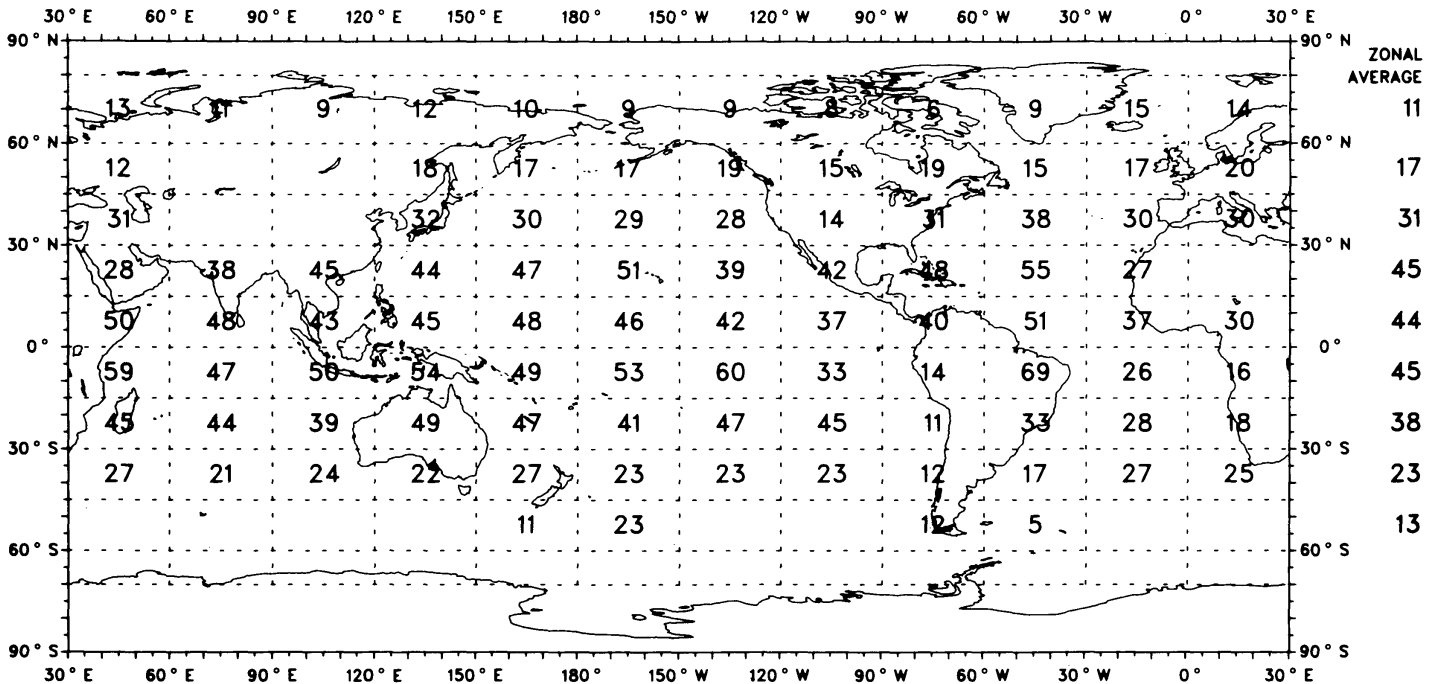 30° E 60° E 90° E 120° E 150° E 180° 150° W 120° W 90° W 60° W 30 W 0° 30 E
90° N 90° N
ZONAL
AVERAGE
13 11 9 12 10 9 9 8 6 9 15 14 11
60° N 60° N
12 18 17 17 19 15 19 15 17 20 17
31 32 30 29 28 14 31 38 30 30 31
30° N 30° N
28 38 45 44 47 51 39 42 48 55 27 45
50 48 43 45 48 46 42 37 40 51 37 30 44
0° 0°
59 47 50 54 49 53 60 33 14 69 26 16 45
45 44 39 49 47 41 47 45 11 33 28 18 38
30° S 30° S
27 21 24 22 27 23 23 23 12 17 27 25 23
11 23 12 5 13
60° S 60° S
90° S 90° S
30° E 60° E 90° E 120° E 150° E 180° 150° W 120° W 90° W 60° W 30 W 0° 30° E